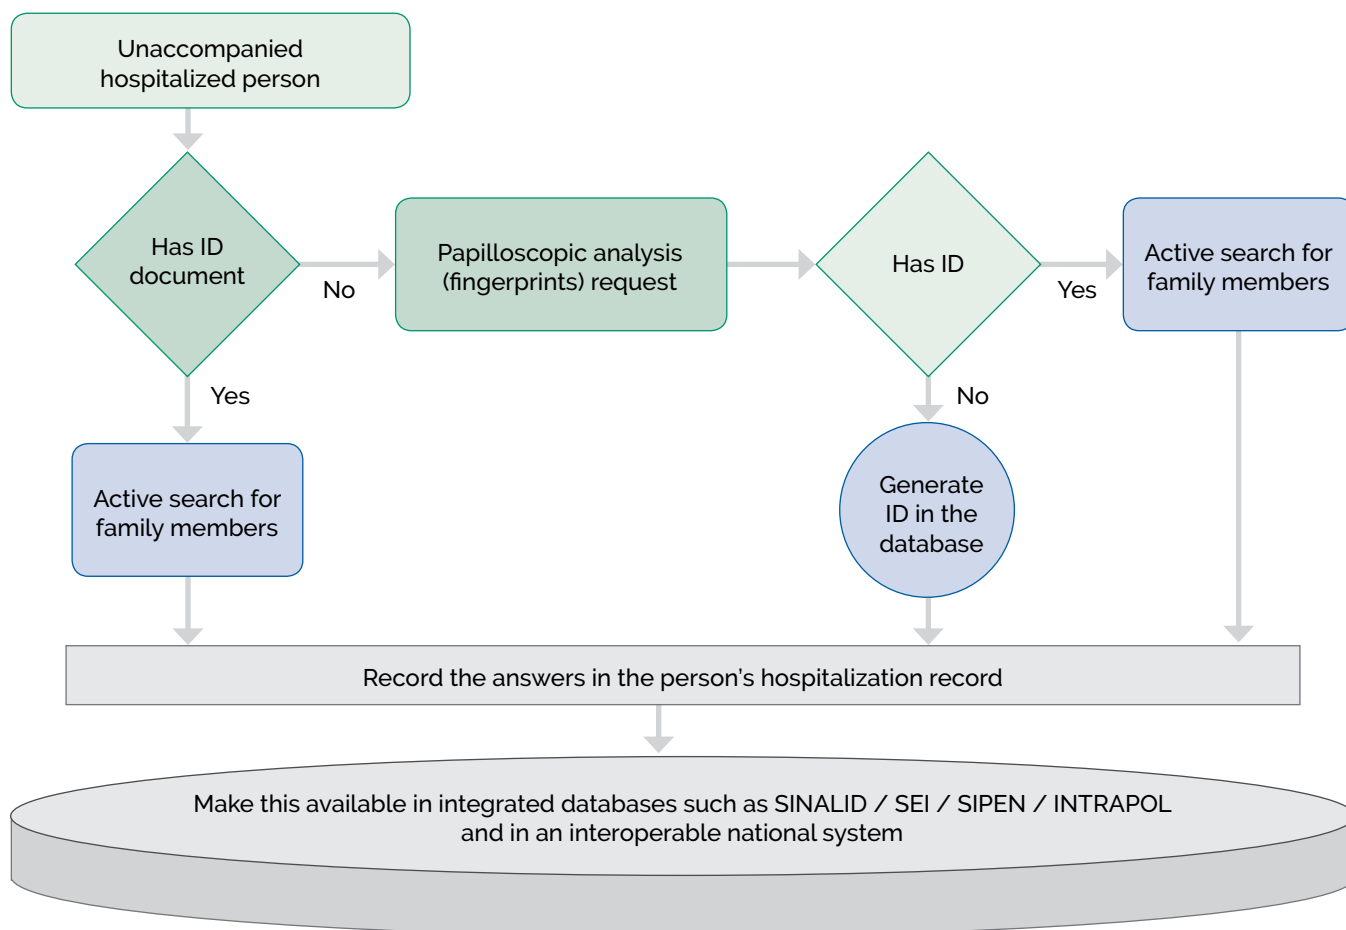 Unaccompanied
hospitalized person
Has ID
document
No
Papilloscopic analysis
(fingerprints) request
Has ID
Yes
Active search for
family members
Yes
No
Active search for
family members
Generate
ID in the
database
Record the answers in the person's hospitalization record
Make this available in integrated databases such as SINALID / SEI / SIPEN / INTRAPOL
and in an interoperable national system